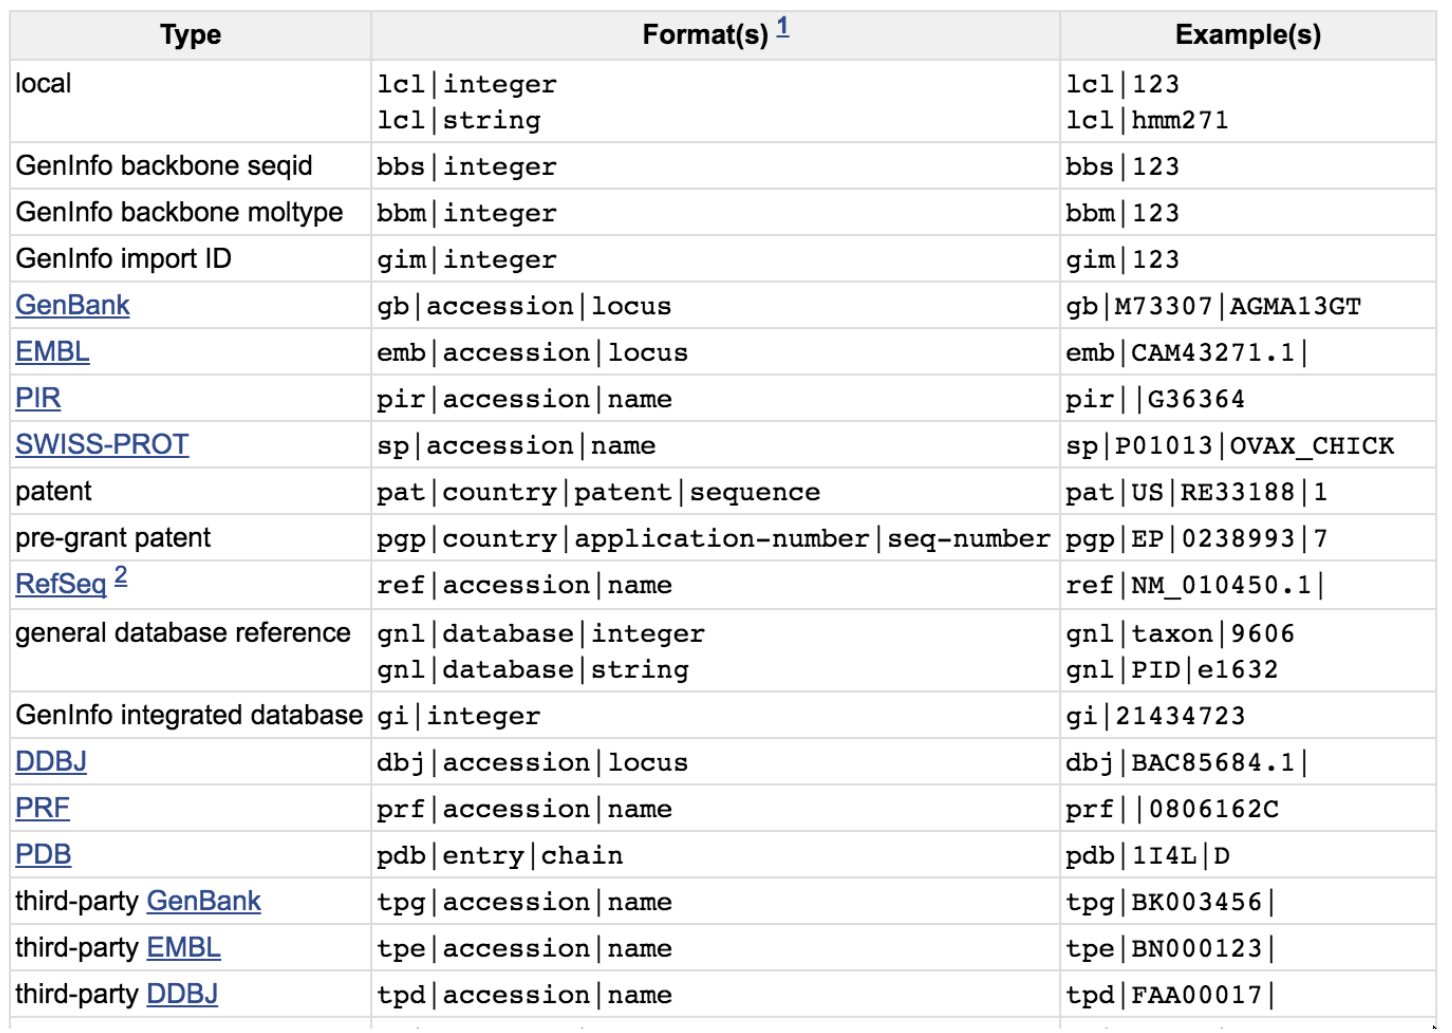 Type Format(s) 1 Example(s)
local lcl|integer lcl|123
lcl|string lcl|hmm271
GenInfo backbone seqid bbs|integer bbs|123
GenInfo backbone moltype bbm|integer bbm|123
GenInfo import ID gim|integer gim|123
GenBank gb|accession|locus gb|M73307|AGMA13GT
EMBL emb|accession|locus emb|CAM43271.1|
PIR pir|accession|name pir||G36364
SWISS-PROT sp|accession|name sp|P01013|OVAX_CHICK
patent pat|country|patent|sequence pat|US|RE33188|1
pre-grant patent pgp|country|application-number|seq-number pgp|EP|0238993|7
RefSeq 2 ref|accession|name ref|NM_010450.1|
general database reference gnl|database|integer gnl|taxon|9606
gnl|database|string gnl|PID|e1632
GenInfo integrated database gi|integer gi|21434723
DDBJ dbj|accession|locus dbj|BAC85684.1|
PRF prf|accession|name prf||0806162C
PDB pdb|entry|chain pdb|1I4L|D
third-party GenBank tpg|accession|name tpg|BK003456|
third-party EMBL tpe|accession|name tpe|BN000123|
third-party DDBJ tpd|accession|name tpd|FAA00017|